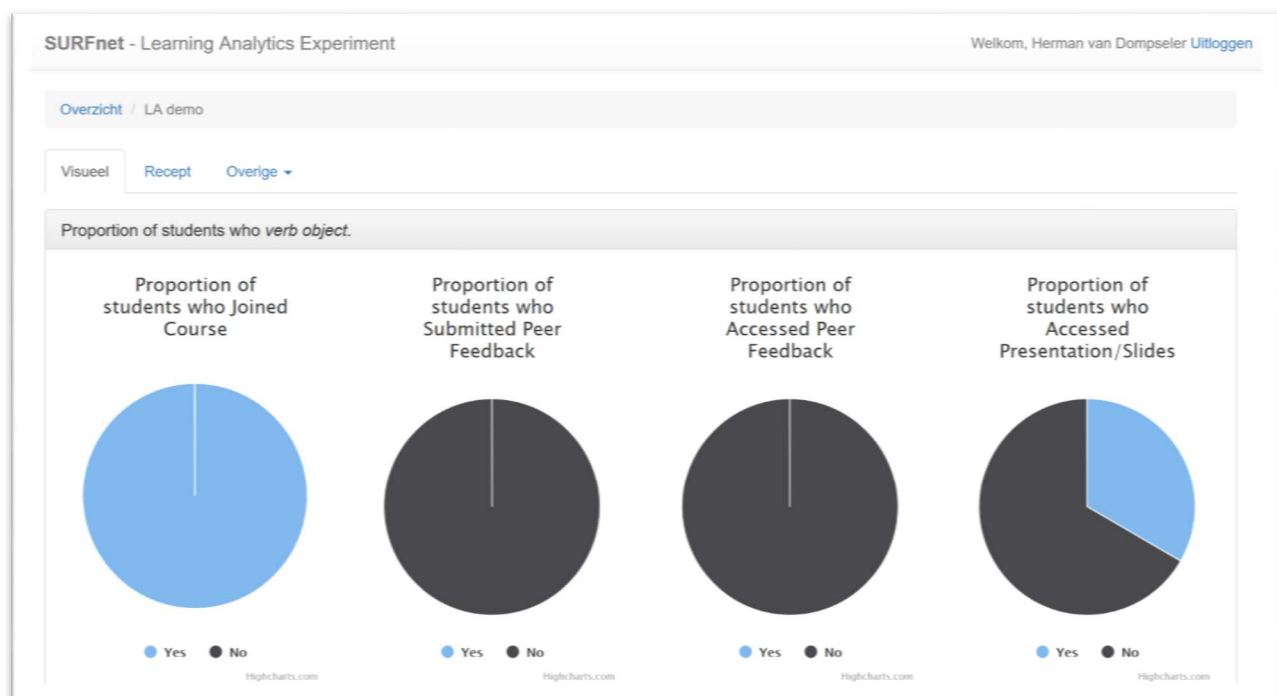 SURFnet - Learning Analytics Experiment
Welkom, Herman van Dompseler Uitloggen
Overzicht / LA demo
Visueel Recept Overige
Proportion of students who verb object.
Proportion of
students who Joined
Course
Yes No
Highcharts.com
Proportion of
students who
Submitted Peer
Feedback
Yes No
Highcharts.com
Proportion of
students who
Accessed Peer
Feedback
Yes No
Highcharts.com
Proportion of
students who
Accessed
Presentation/Slides
Yes No
Highcharts.com